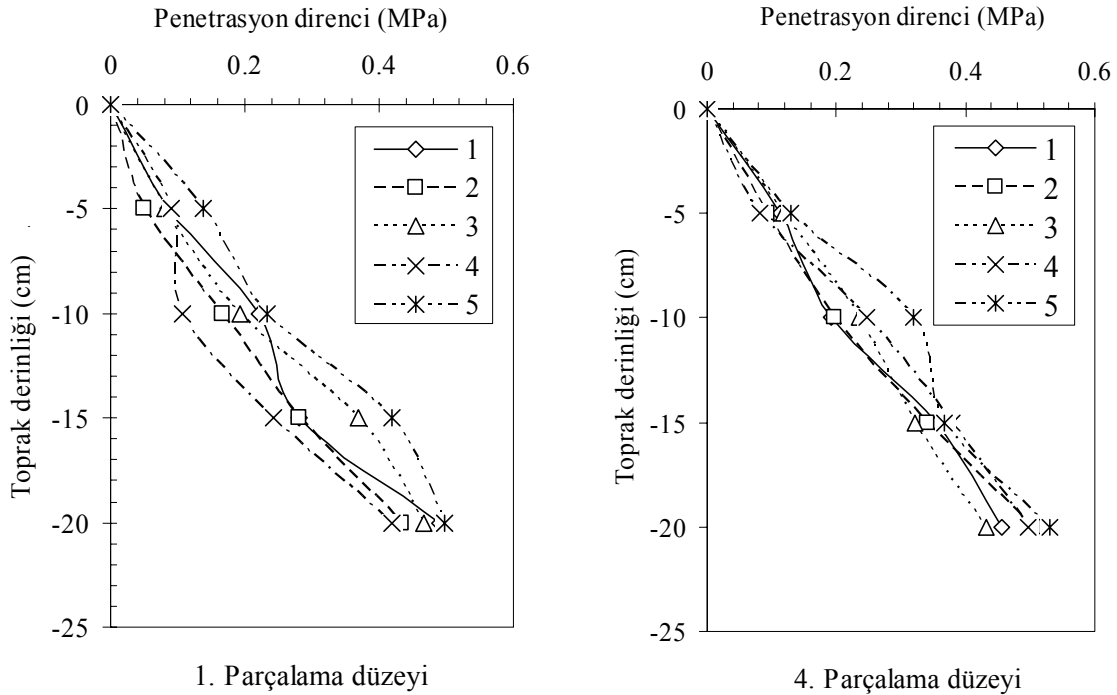 Penetrasyon direnci (MPa)
0 0.2 0.4 0.6
0
-5
-10
-15
-20
-25
Toprak derinliği (cm)
1
2
3
4
5
1. Parçalama düzeyi
Penetrasyon direnci (MPa)
0 0.2 0.4 0.6
0
-5
-10
-15
-20
-25
Toprak derinliği (cm)
1
2
3
4
5
4. Parçalama düzeyi